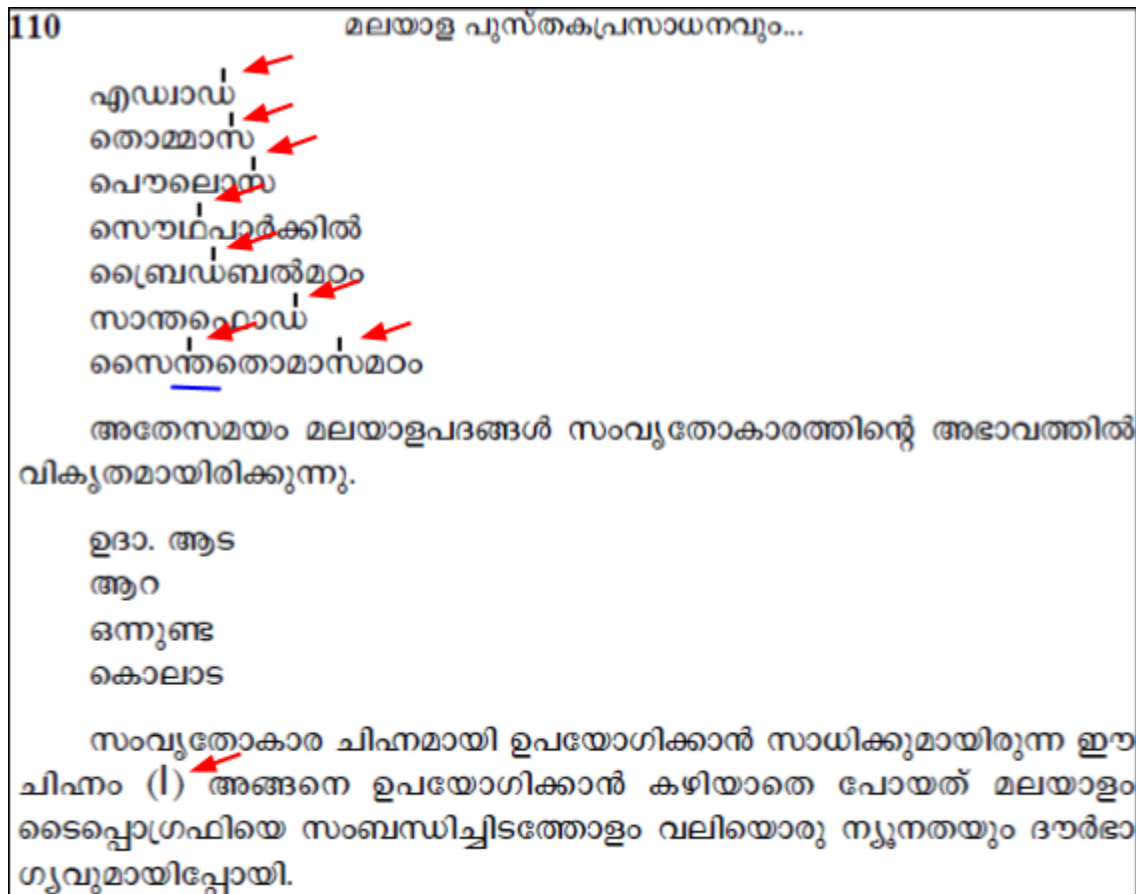 110 മലയാള പുസ്തകപ്രസാധനവും...
എഡ്വാഡ഻
തൊമ്മാസ഻
പൌലൊസ഻
സൌഥ഻പാർക്കിൽ
ബ്രൈഡ഻ബൽമഠം
സാന്തഫൊഡ഻
സൈന്ത഻തൊമാസ഻മഠം
അതേസമയം മലയാളപദങ്ങൾ സംവൃതോകാരത്തിന്റെ അഭാവത്തിൽ
വികൃതമായിരിക്കുന്നു.
ഉദാ. ആട
ആറ
ഒന്നുണ്ട
കൊലാട
സംവൃതോകാര ചിഹ്നമായി ഉപയോഗിക്കാൻ സാധിക്കുമായിരുന്ന ഈ
ചിഹ്നം (।) അങ്ങനെ ഉപയോഗിക്കാൻ കഴിയാതെ പോയത് മലയാളം
ടൈപ്പൊഗ്രഫിയെ സംബന്ധിച്ചിടത്തോളം വലിയൊരു ന്യൂനതയും ദൗർഭാ
ഗ്യവുമായിപ്പോയി.